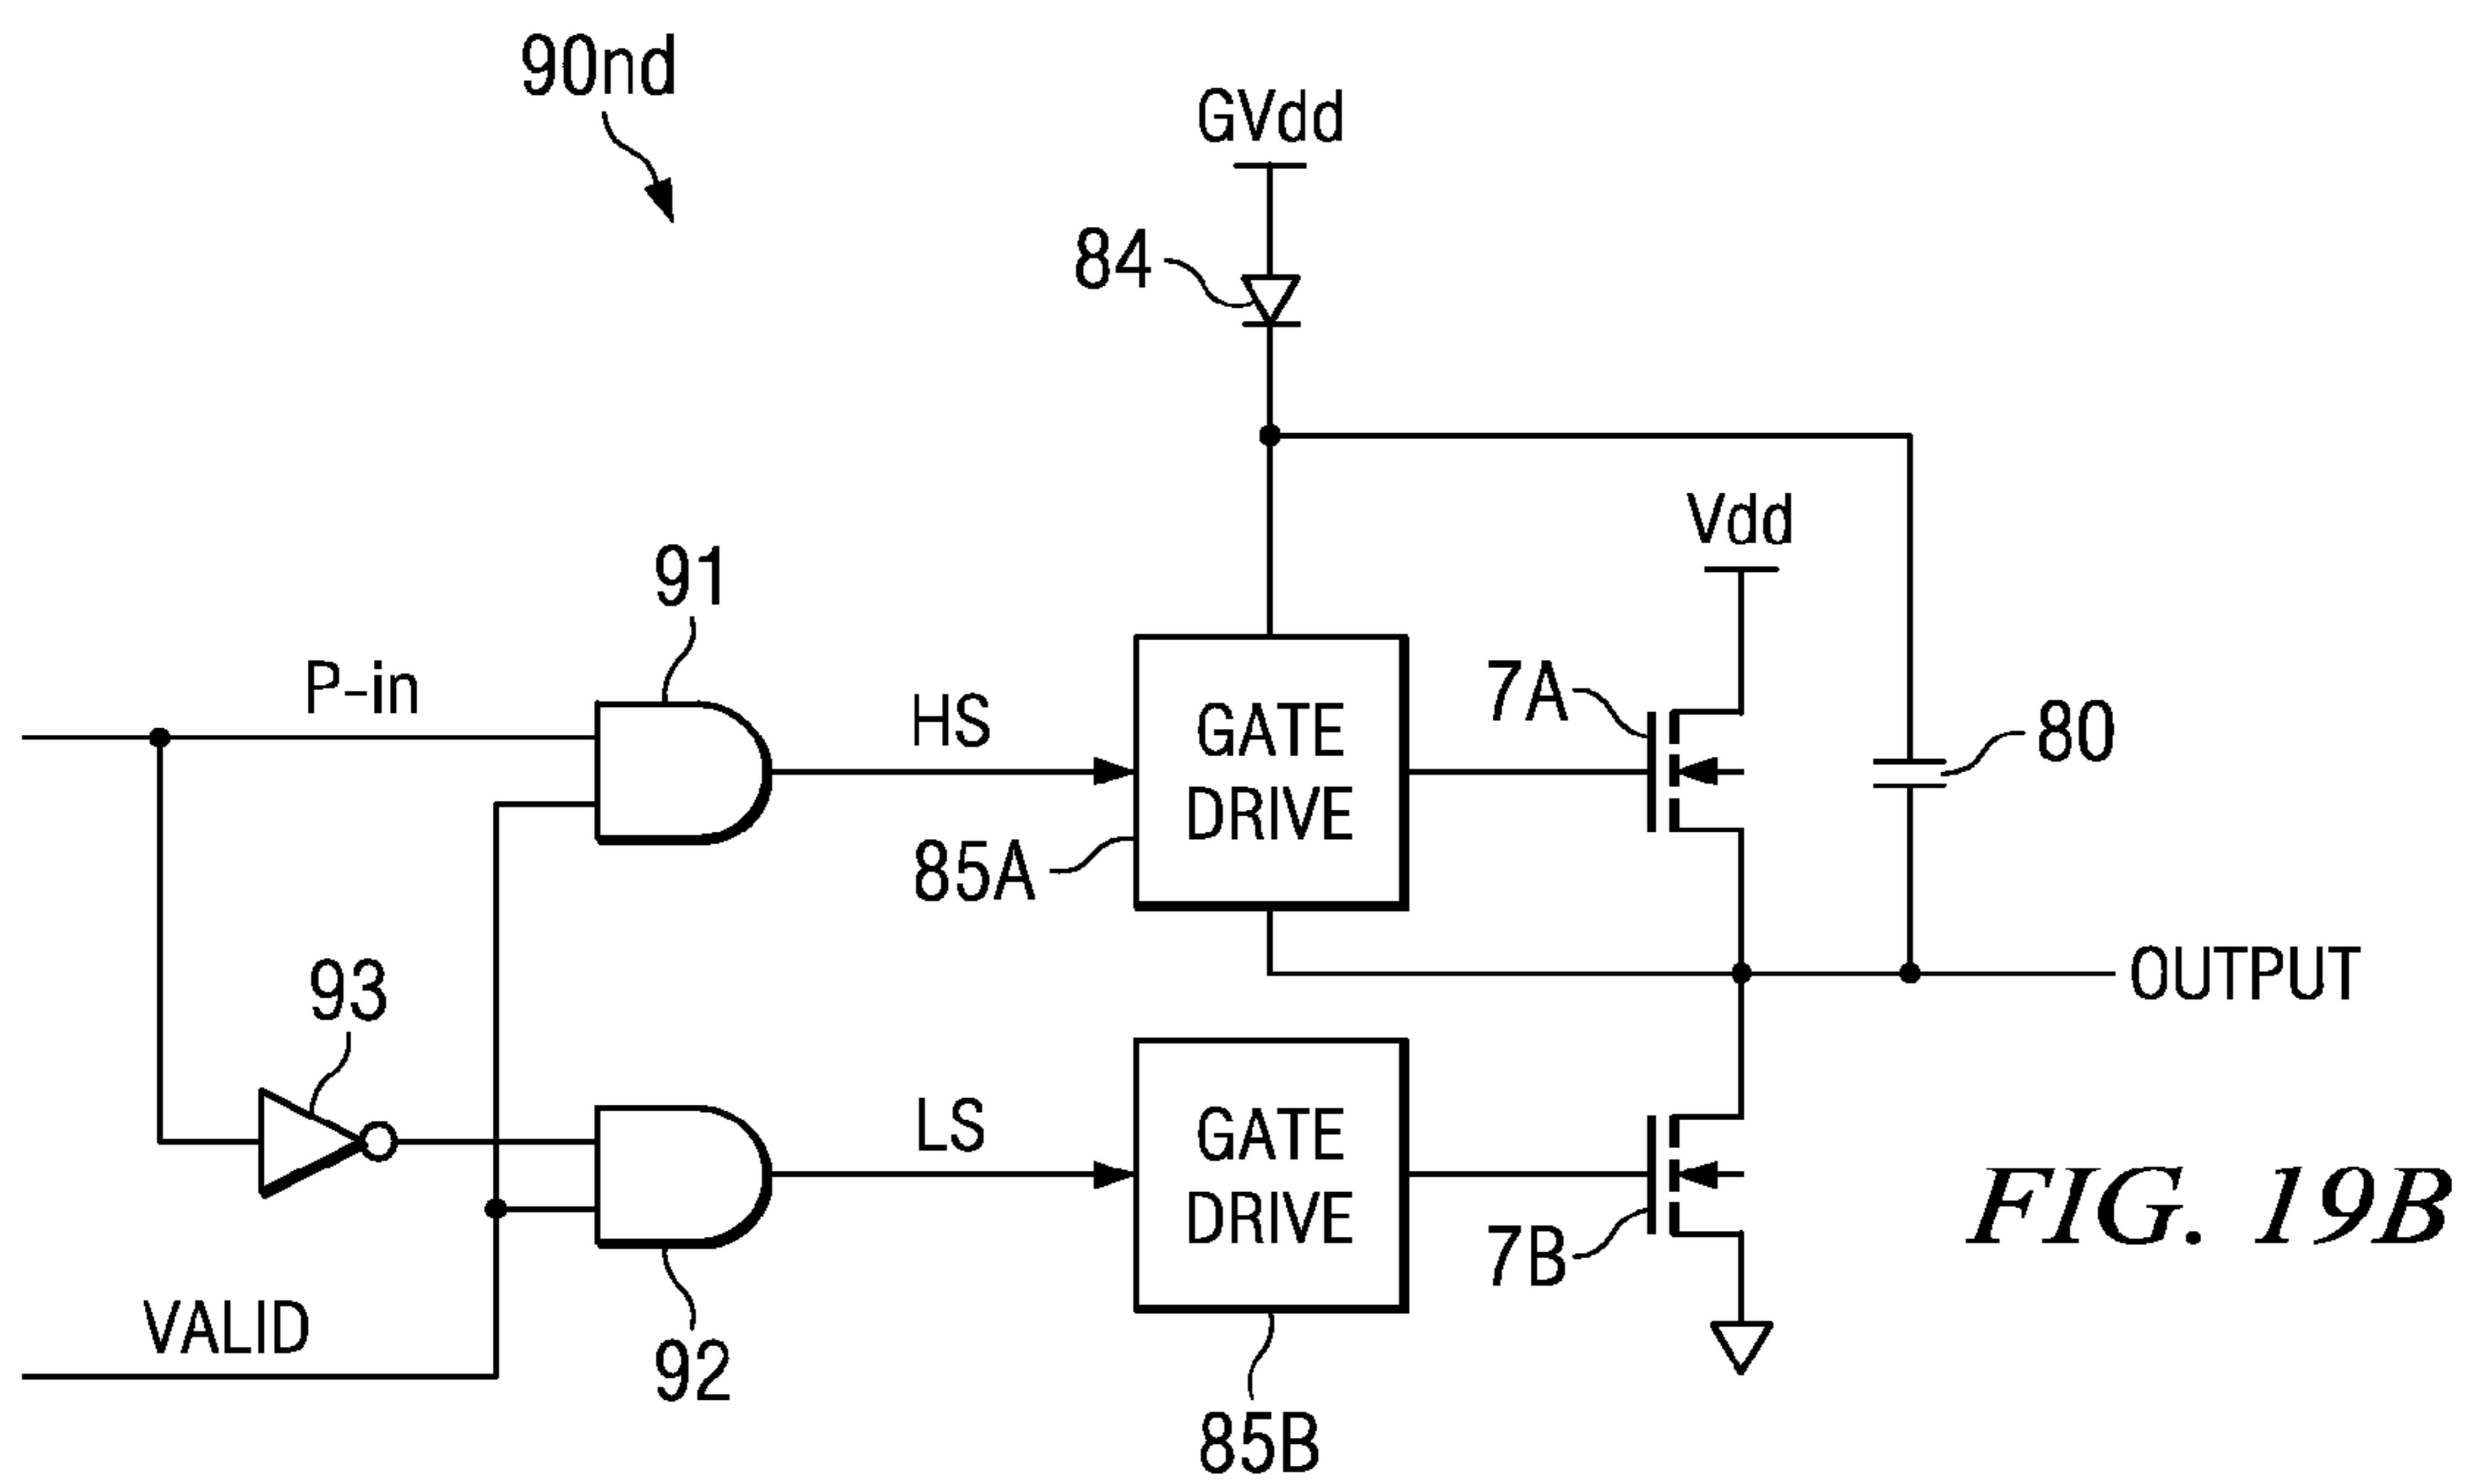 90nd
GVdd
84
Vdd
91
P-in
HS
GATE
DRIVE
7A
80
85A
93
OUTPUT
LS
GATE
DRIVE
7B
VALID
92
85B
FIG. 19B